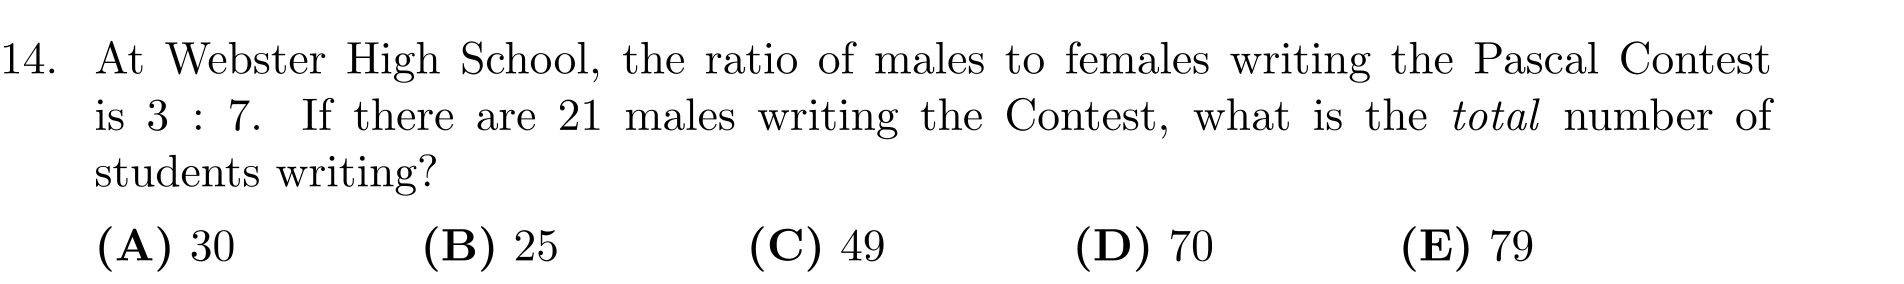 14. At Webster High School, the ratio of males to females writing the Pascal Contest
is 3 : 7. If there are 21 males writing the Contest, what is the total number of
students writing?
(A) 30 (B) 25 (C) 49 (D) 70 (E) 79